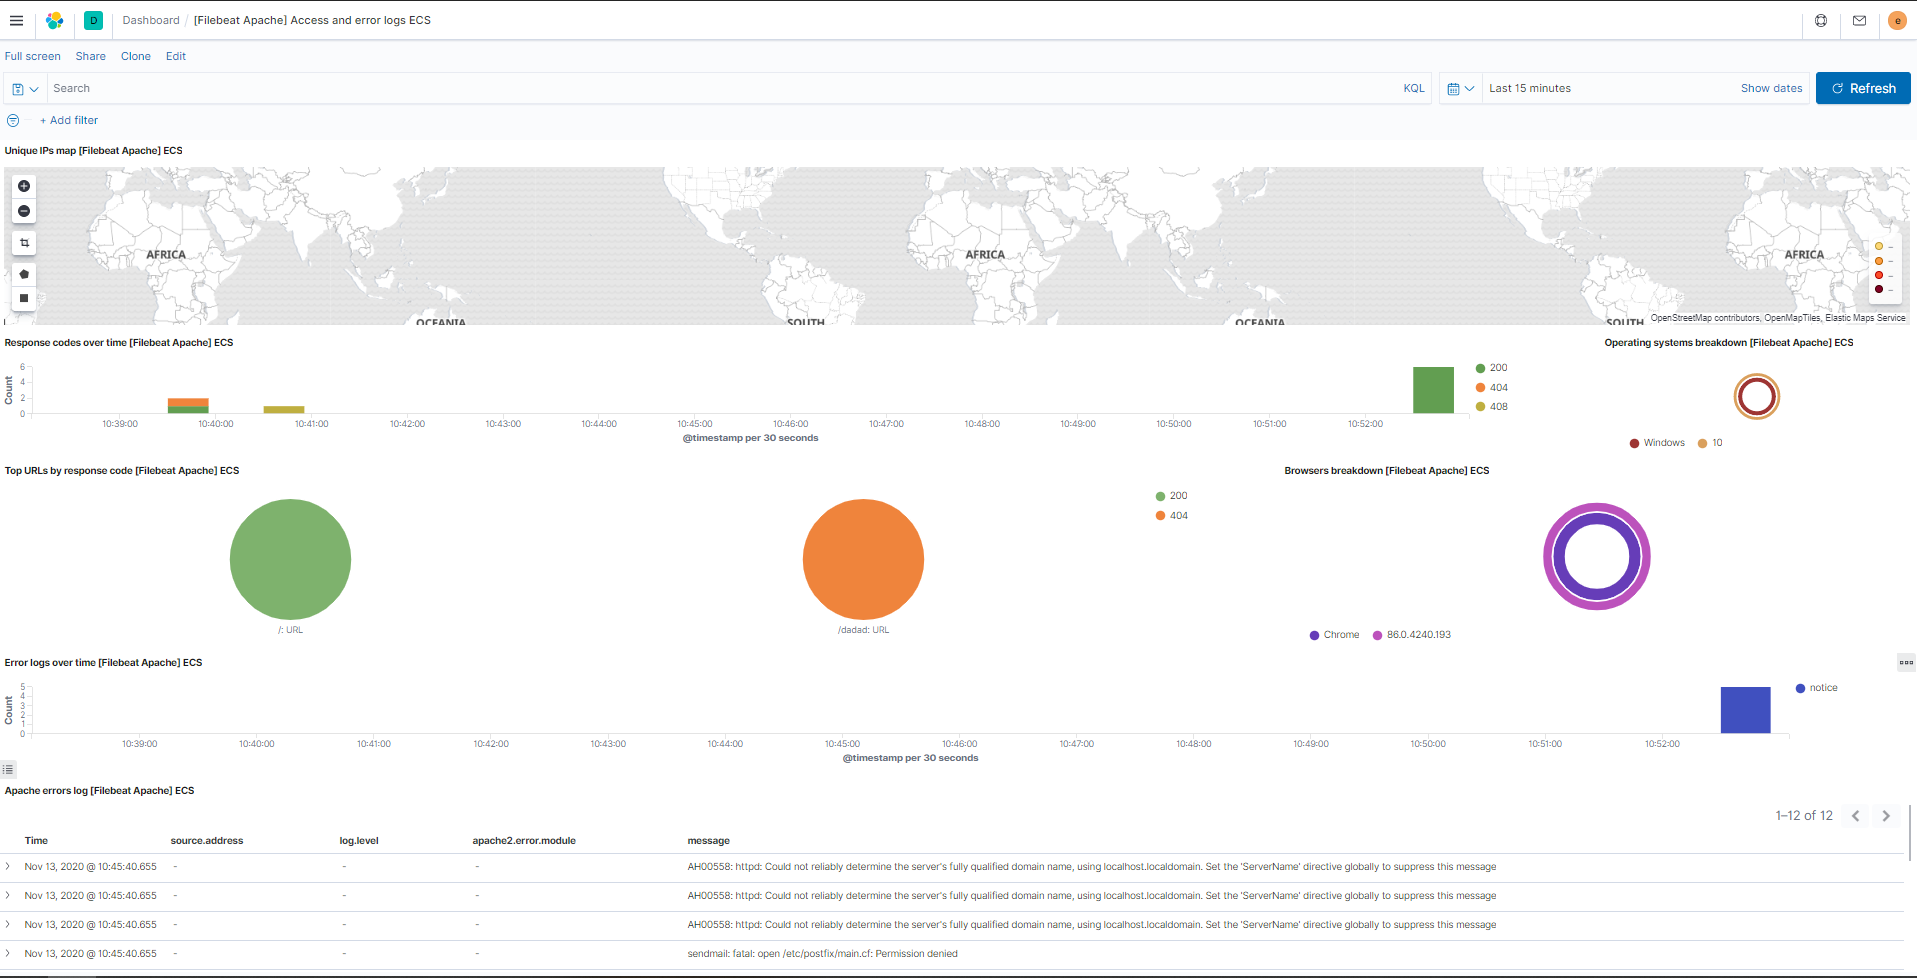 D Dashboard / [Filebeat Apache] Access and error logs ECS e
Full screen Share Clone Edit
Search KQL Last 15 minutes Show dates Refresh
+ Add filter
Unique IPs map [Filebeat Apache] ECS
AFRICA AFRICA AFRICA
OCEANIA SOUTH OCEANIA SOUTH
OpenStreetMap contributors, OpenMapTiles, Elastic Maps Service
Response codes over time [Filebeat Apache] ECS
Count
6
4
2
0
10:39:00 10:40:00 10:41:00 10:42:00 10:43:00 10:44:00 10:45:00 10:46:00 10:47:00 10:48:00 10:49:00 10:50:00 10:51:00 10:52:00
@timestamp per 30 seconds
200
404
408
Operating systems breakdown [Filebeat Apache] ECS
Windows 10
Top URLs by response code [Filebeat Apache] ECS
/: URL
/dadad: URL
200
404
Browsers breakdown [Filebeat Apache] ECS
Chrome 86.0.4240.193
Error logs over time [Filebeat Apache] ECS
Count
5
4
3
2
1
0
10:39:00 10:40:00 10:41:00 10:42:00 10:43:00 10:44:00 10:45:00 10:46:00 10:47:00 10:48:00 10:49:00 10:50:00 10:51:00 10:52:00
@timestamp per 30 seconds
notice
Apache errors log [Filebeat Apache] ECS
1–12 of 12
Time source.address log.level apache2.error.module message
Nov 13, 2020 @ 10:45:40.655 - - - AH00558: httpd: Could not reliably determine the server's fully qualified domain name, using localhost.localdomain. Set the 'ServerName' directive globally to suppress this message
Nov 13, 2020 @ 10:45:40.655 - - - AH00558: httpd: Could not reliably determine the server's fully qualified domain name, using localhost.localdomain. Set the 'ServerName' directive globally to suppress this message
Nov 13, 2020 @ 10:45:40.655 - - - AH00558: httpd: Could not reliably determine the server's fully qualified domain name, using localhost.localdomain. Set the 'ServerName' directive globally to suppress this message
Nov 13, 2020 @ 10:45:40.655 - - - sendmail: fatal: open /etc/postfix/main.cf: Permission denied